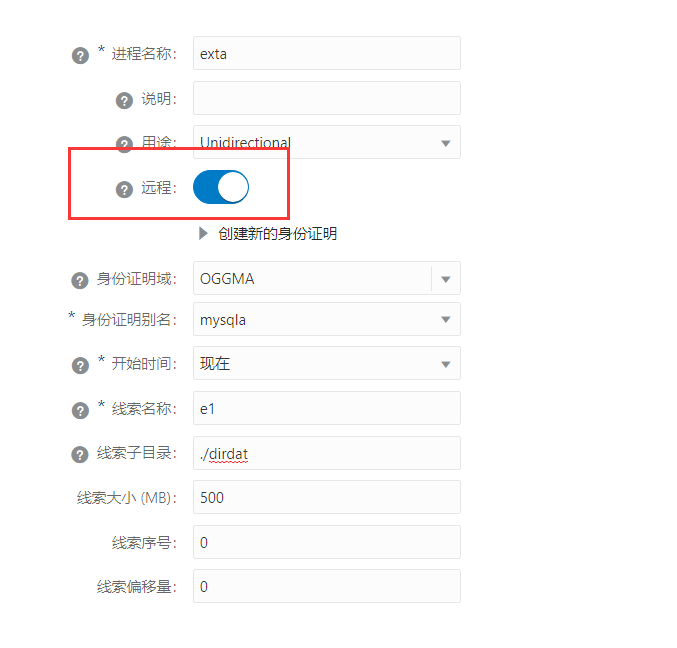 * 进程名称: exta
说明:
用途: Unidirectional
远程:
创建新的身份证明
身份证明域: OGGMA
* 身份证明别名: mysqla
* 开始时间: 现在
* 线索名称: e1
线索子目录: ./dirdat
线索大小 (MB): 500
线索序号: 0
线索偏移量: 0